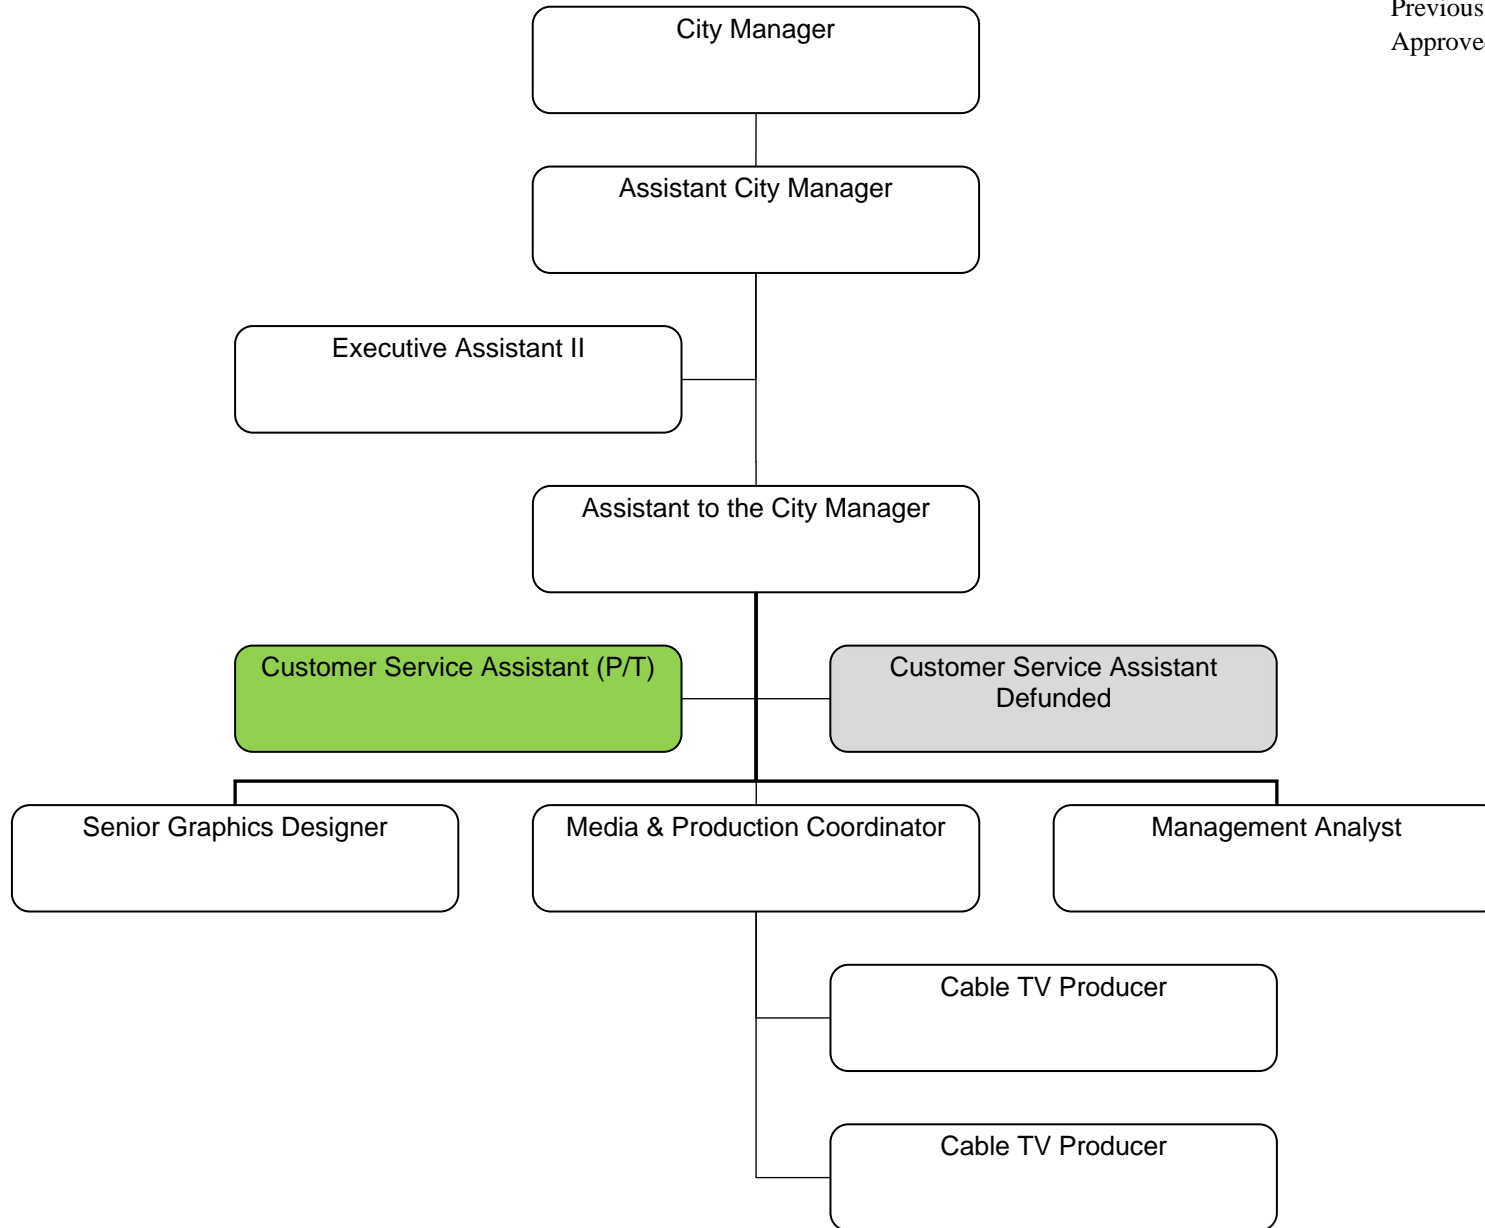 City Manager
Approved
Assistant City Manager
Executive Assistant II
Assistant to the City Manager
Customer Service Assistant (P/T)
Customer Service Assistant
Defunded
Senior Graphics Designer
Media & Production Coordinator
Management Analyst
Cable TV Producer
Cable TV Producer